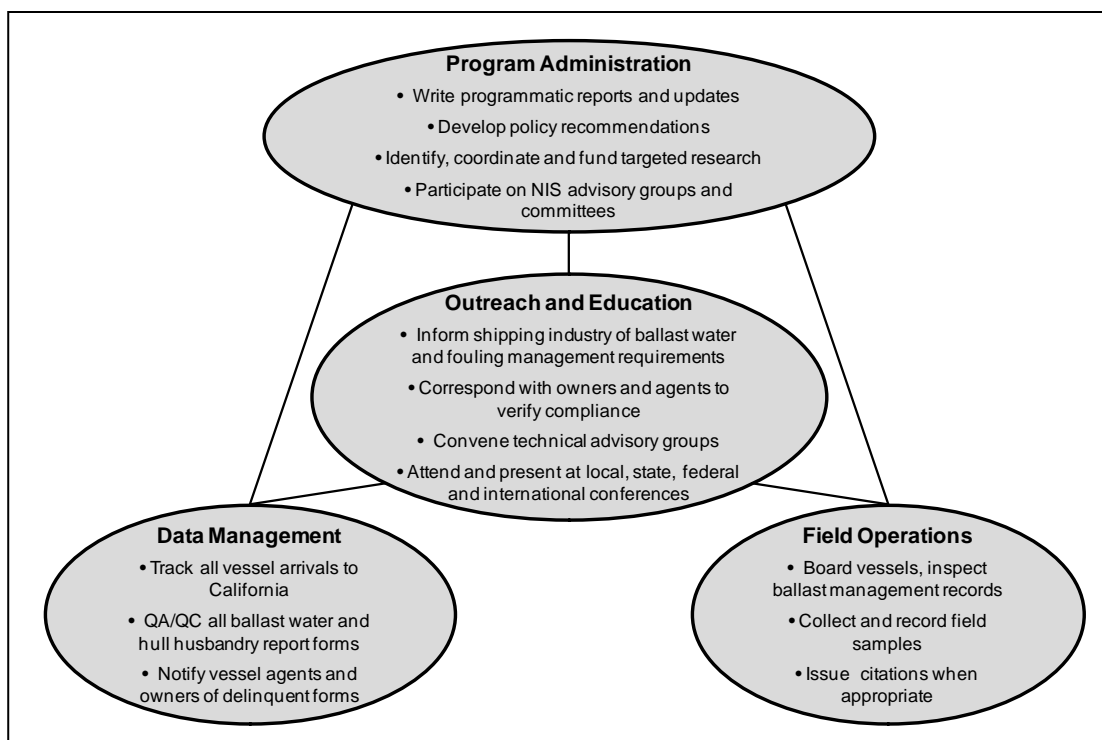 Program Administration
• Write programmatic reports and updates
• Develop policy recommendations
• Identify, coordinate and fund targeted research
• Participate on NIS advisory groups and
committees
Outreach and Education
• Inform shipping industry of ballast water
and fouling management requirements
• Correspond with owners and agents to
verify compliance
• Convene technical advisory groups
• Attend and present at local, state, federal
and international conferences
Data Management
• Track all vessel arrivals to
California
• QA/QC all ballast water and
hull husbandry report forms
• Notify vessel agents and
owners of delinquent forms
Field Operations
• Board vessels, inspect
ballast management records
• Collect and record field
samples
• Issue citations when
appropriate